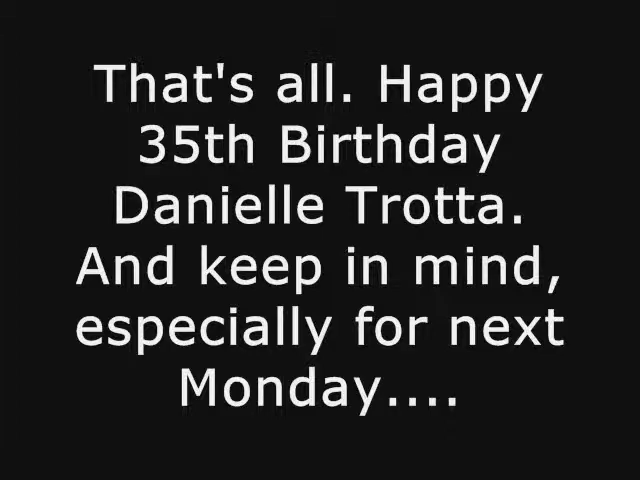 That's all. Happy
35th Birthday
Danielle Trotta.
And keep in mind,
especially for next
Monday....